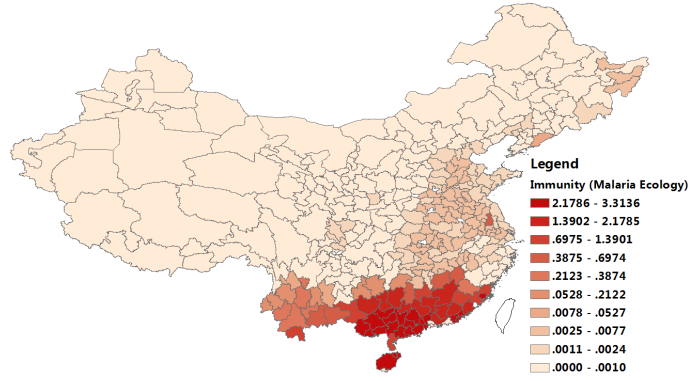 Legend
Immunity (Malaria Ecology)
2.1786 - 3.3136
1.3902 - 2.1785
.6975 - 1.3901
.3875 - .6974
.2123 - .3874
.0528 - .2122
.0078 - .0527
.0025 - .0077
.0011 - .0024
.0000 - .0010